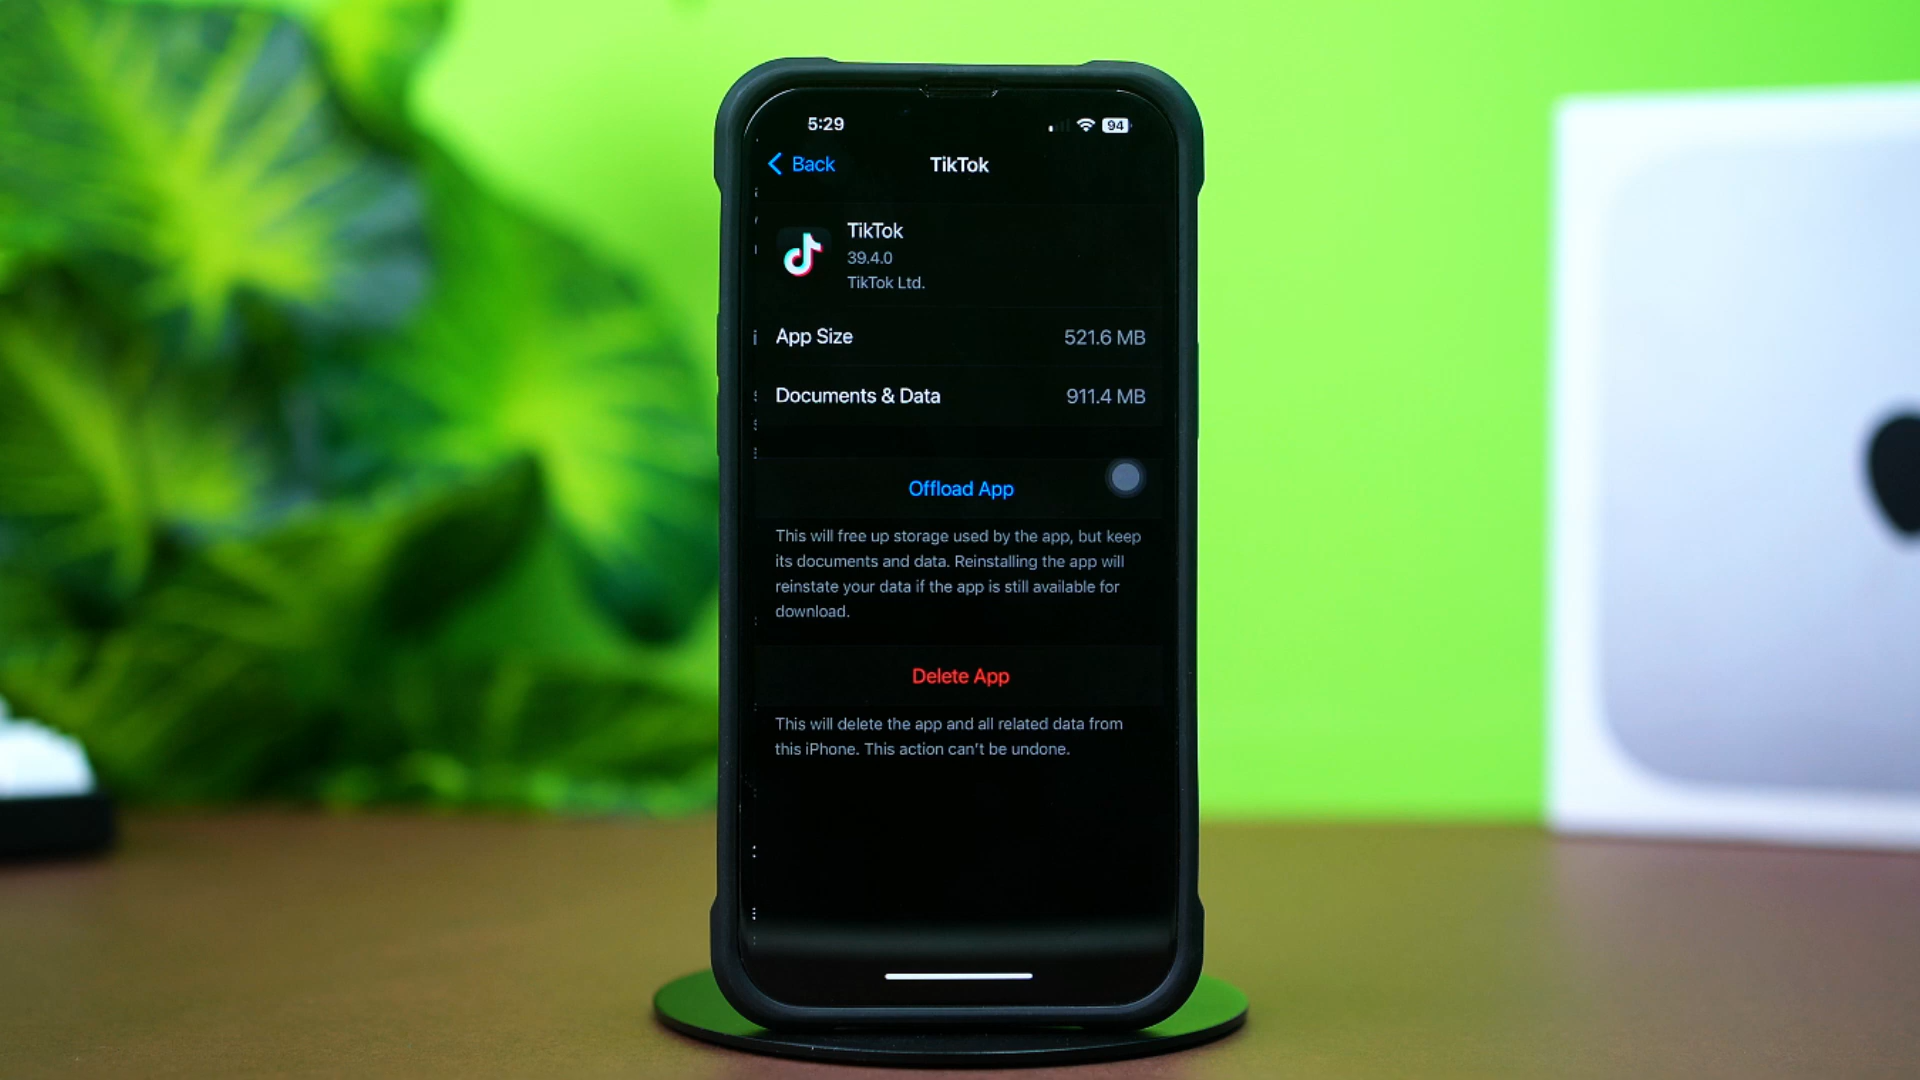 5:29
94
Back
TikTok
TikTok
39.4.0
TikTok Ltd.
App Size
521.6 MB
Documents & Data
911.4 MB
Offload App
This will free up storage used by the app, but keep
its documents and data. Reinstalling the app will
reinstate your data if the app is still available for
download.
Delete App
This will delete the app and all related data from
this iPhone. This action can't be undone.